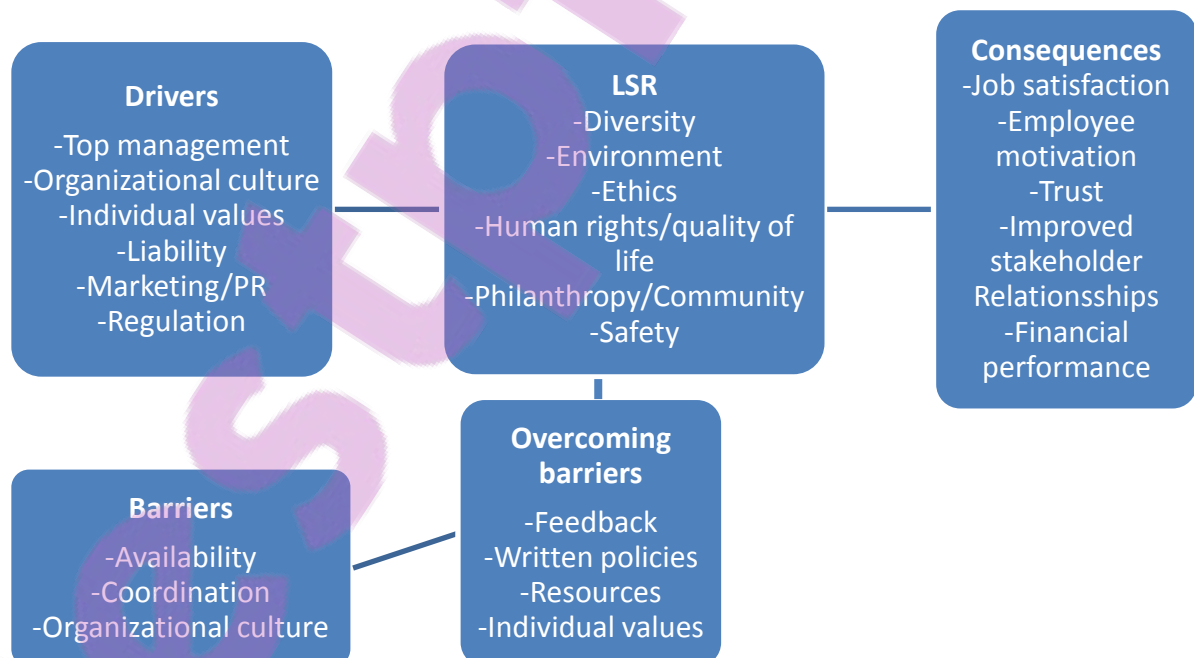 Drivers
-Top management
-Organizational culture
-Individual values
-Liability
-Marketing/PR
-Regulation
LSR
-Diversity
-Environment
-Ethics
-Human rights/quality of
life
-Philanthropy/Community
-Safety
Consequences
-Job satisfaction
-Employee
motivation
-Trust
-Improved
stakeholder
Relationsships
-Financial
performance
Barriers
-Availability
-Coordination
-Organizational culture
Overcoming
barriers
-Feedback
-Written policies
-Resources
-Individual values